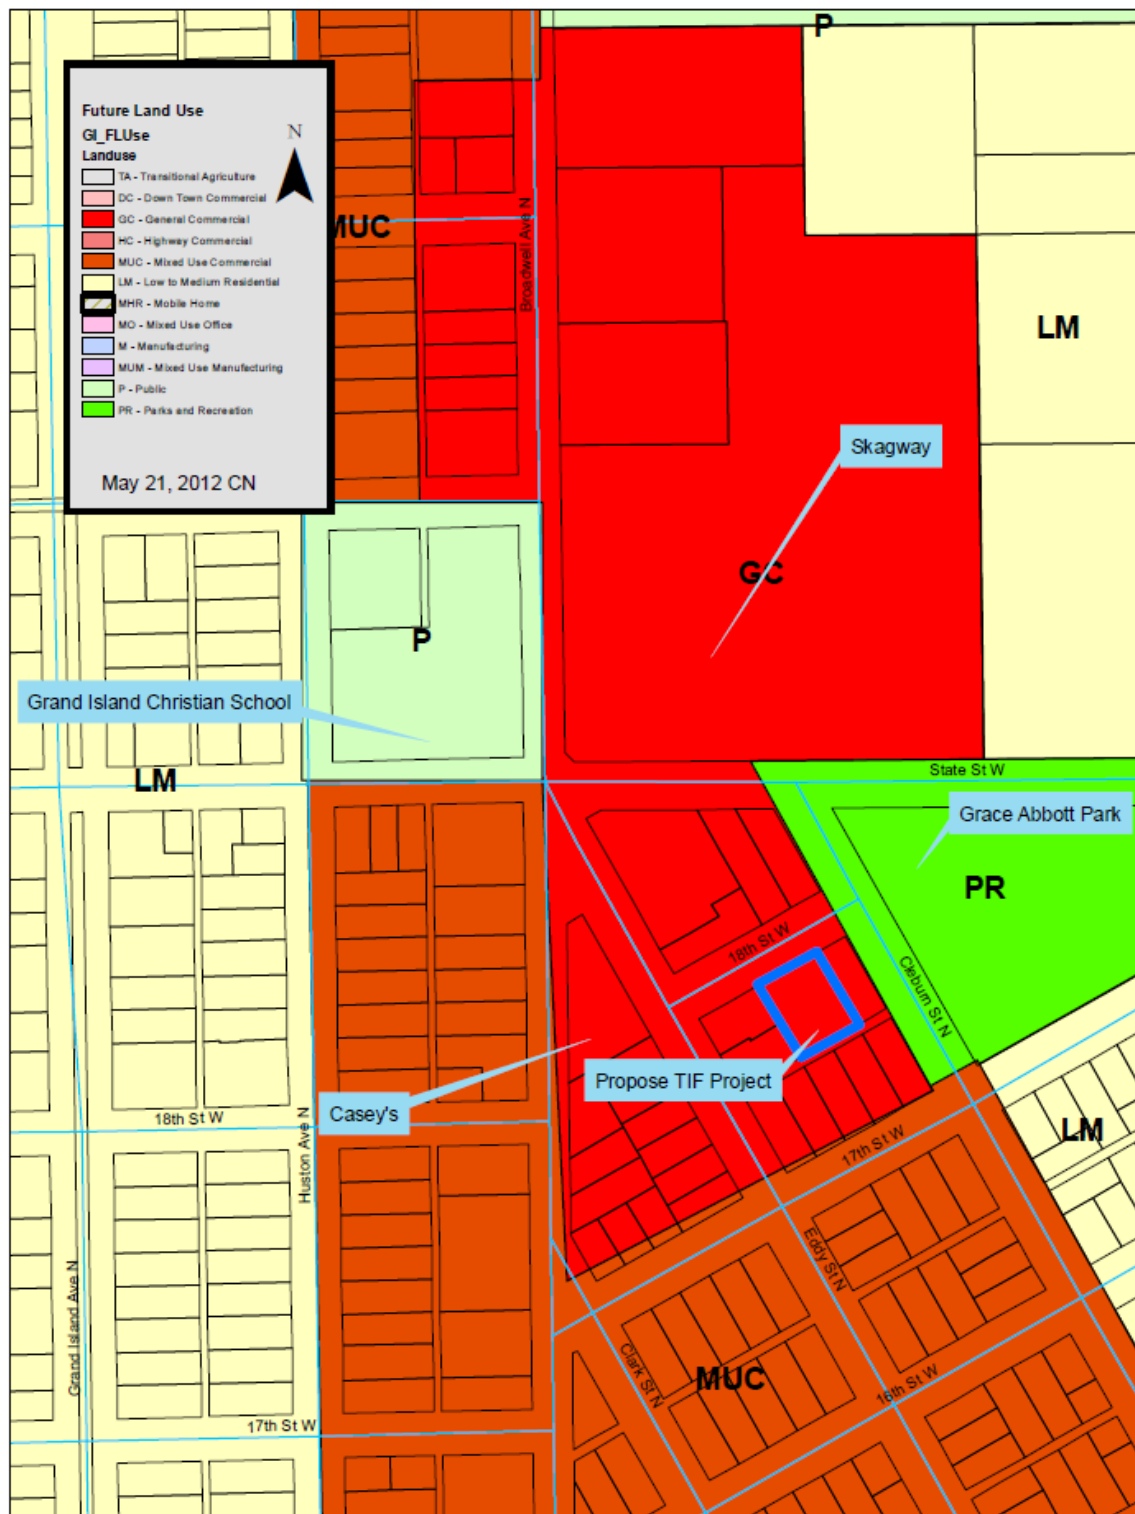 P
Future Land Use
GI_FLUse
Landuse
N
TA - Transitional Agriculture
DC - Down Town Commercial
GC - General Commercial
HC - Highway Commercial
MUC - Mixed Use Commercial
LM - Low to Medium Residential
MHR - Mobile Home
MO - Mixed Use Office
M - Manufacturing
MUM - Mixed Use Manufacturing
P - Public
PR - Parks and Recreation
May 21, 2012 CN
MUC
Broadwell Ave N
LM
Skagway
GC
P
Grand Island Christian School
LM
State St W
Grace Abbott Park
PR
18th St W
Cleburn St N
Propose TIF Project
Casey's
18th St W
Huston Ave N
17th St W
LM
Eddy St N
Grand Island Ave N
Clark St N
MUC
16th St W
17th St W